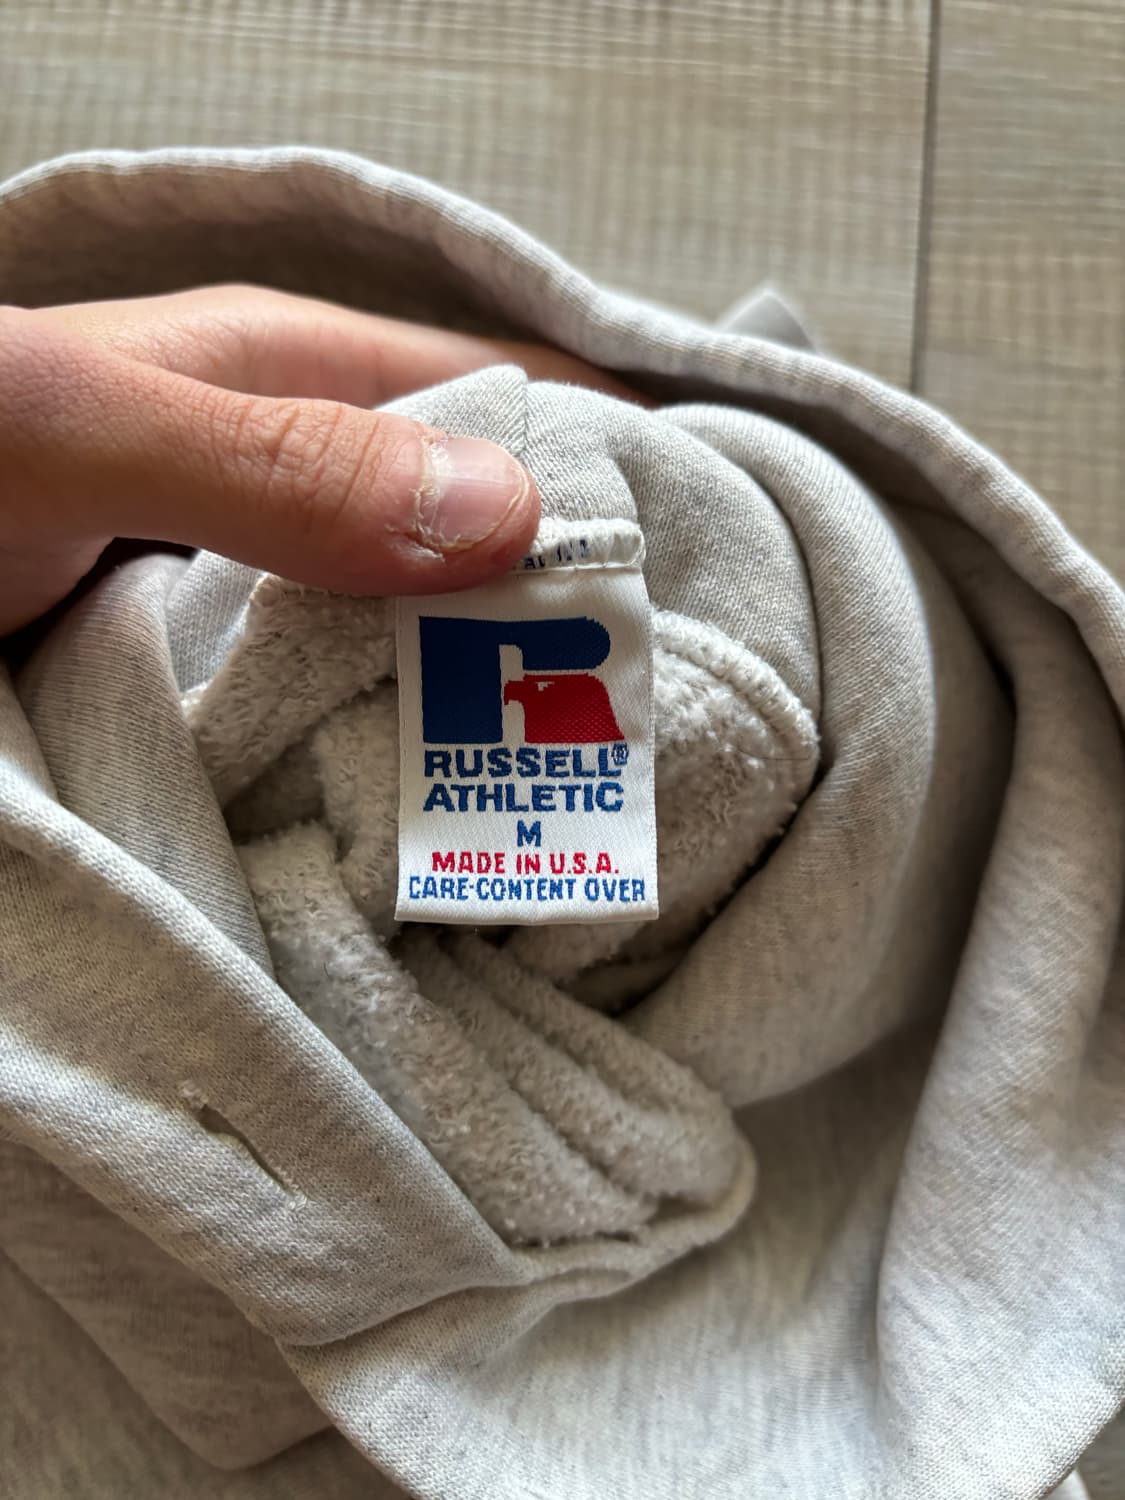 RUSSELL®
ATHLETIC
M
MADE IN U.S.A.
CARE-CONTENT OVER